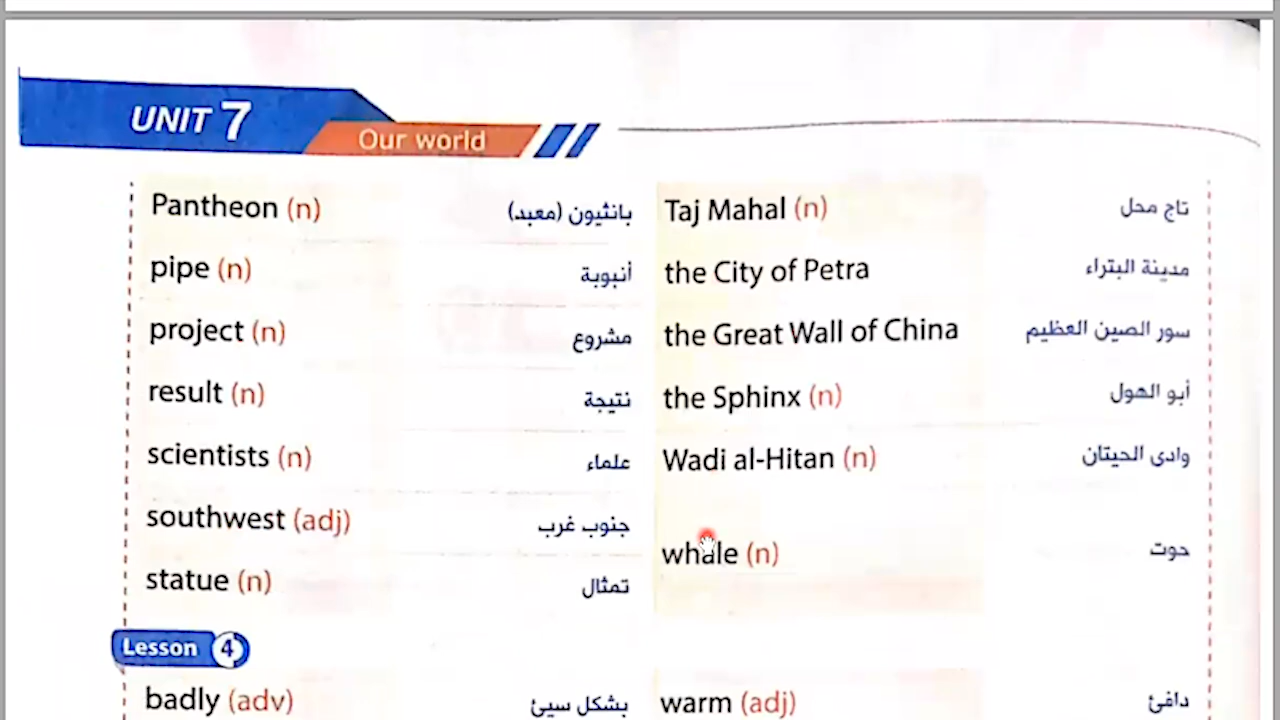 UNIT 7
Our world
Pantheon (n) بانثيون (معبد)
pipe (n) أنبوبة
project (n) مشروع
result (n) نتيجة
scientists (n) علماء
southwest (adj) جنوب غرب
statue (n) تمثال
Taj Mahal (n) تاج محل
the City of Petra مدينة البتراء
the Great Wall of China سور الصين العظيم
the Sphinx (n) أبو الهول
Wadi al-Hitan (n) وادى الحيتان
whale (n) حوت
Lesson 4
badly (adv) بشكل سيئ
warm (adj) دافئ